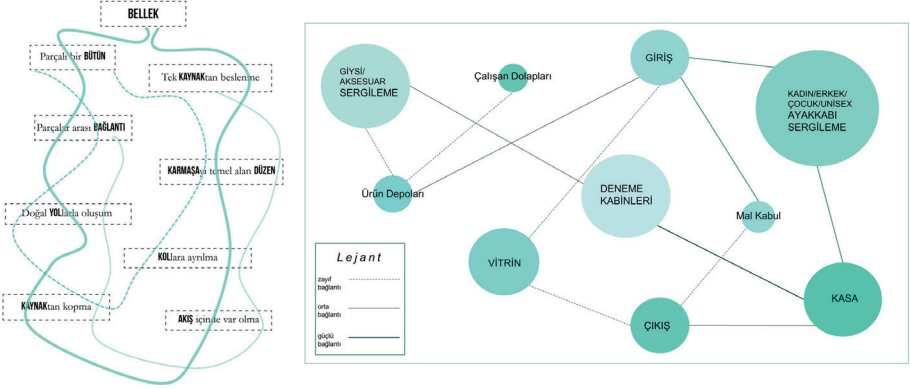 BELLEK
Parçalı bir BÜTÜN
Tek KAYNAKtan beslenme
Parçalar arası BAĞLANTI
KARMAŞAyı temel alan DÜZEN
Doğal YOLlarla oluşum
KOLlara ayrılma
KAYNAKtan kopma
AKIŞ içinde var olma
GİYSİ/
AKSESUAR
SERGİLEME
Çalışan Dolapları
GİRİŞ
KADIN/ERKEK/
ÇOCUK/UNİSEX
AYAKKABI
SERGİLEME
Ürün Depoları
DENEME
KABİNLERİ
Mal Kabul
VİTRİN
ÇIKIŞ
KASA
Lejant
zayıf
bağlantı
orta
bağlantı
güçlü
bağlantı